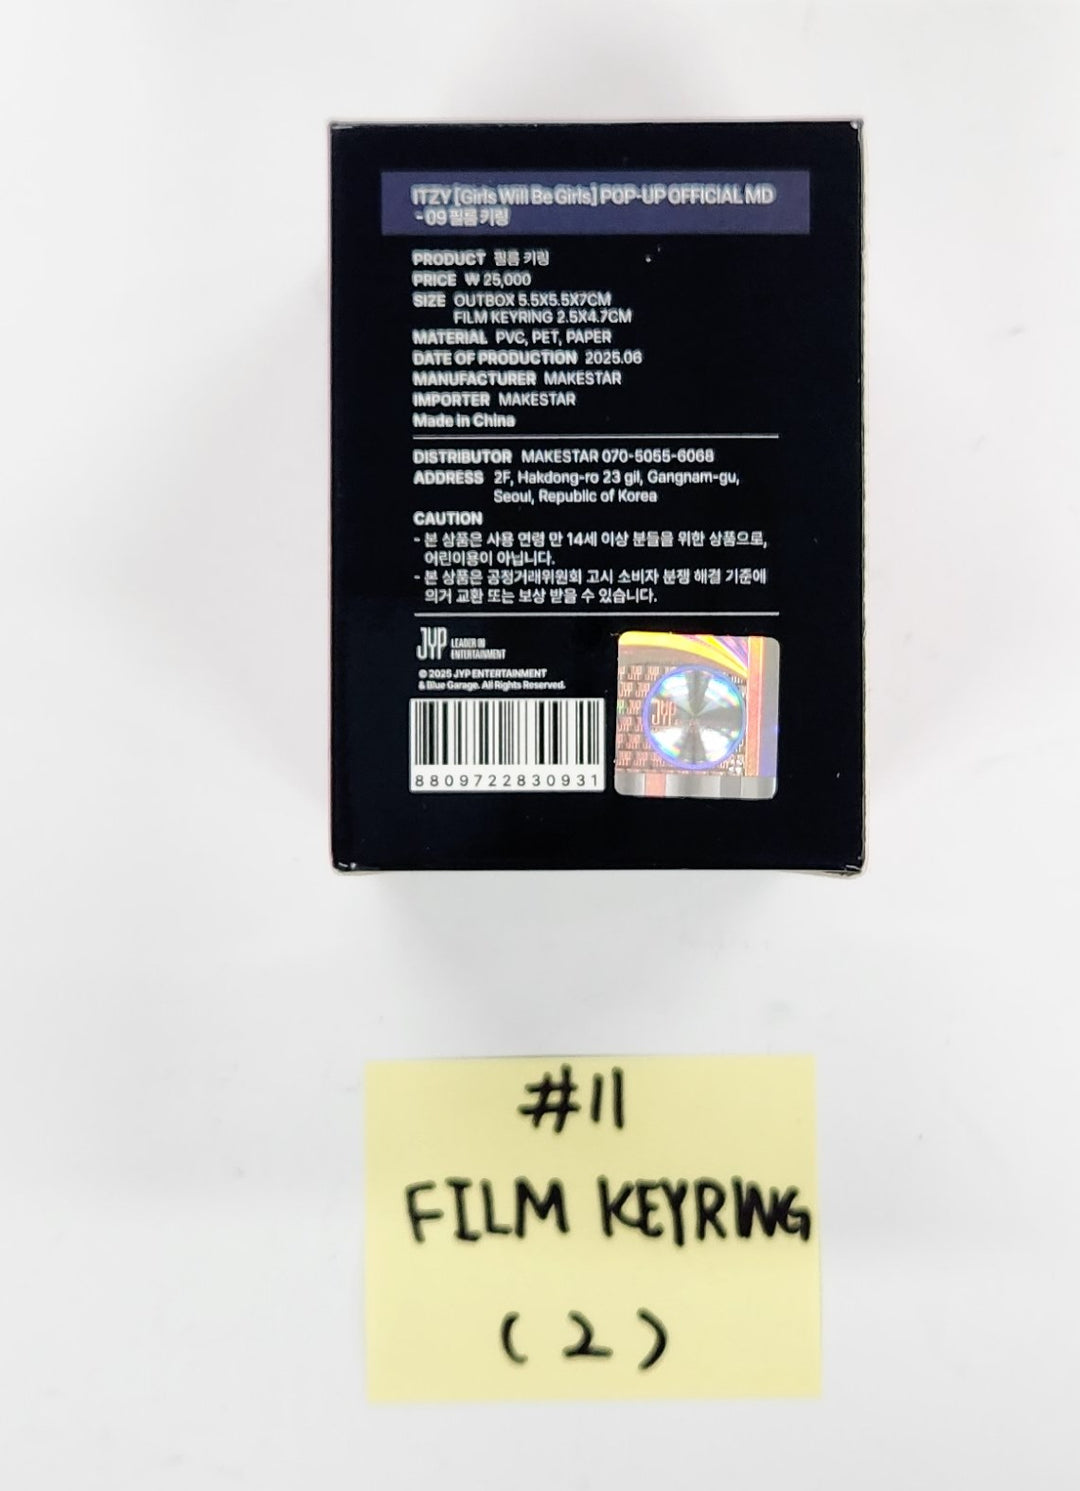 ITZY [Girls Will Be Girls] POP-UP OFFICIAL MD
- 09 필름 키링
PRODUCT 필름 키링
PRICE ₩ 25,000
SIZE OUTBOX 5.5X5.5X7CM
FILM KEYRING 2.5X4.7CM
MATERIAL PVC, PET, PAPER
DATE OF PRODUCTION 2025.06
MANUFACTURER MAKESTAR
IMPORTER MAKESTAR
Made in China
DISTRIBUTOR MAKESTAR 070-5055-6068
ADDRESS 2F, Hakdong-ro 23 gil, Gangnam-gu,
Seoul, Republic of Korea
CAUTION
- 본 상품은 사용 연령 만 14세 이상 분들을 위한 상품으로,
어린이용이 아닙니다.
- 본 상품은 공정거래위원회 고시 소비자 분쟁 해결 기준에
의거 교환 또는 보상 받을 수 있습니다.
JYP LEADER IN
ENTERTAINMENT
© 2025 JYP ENTERTAINMENT
& Blue Garage. All Rights Reserved.
8809722830931
JYP
#11
FILM KEYRING
(2)